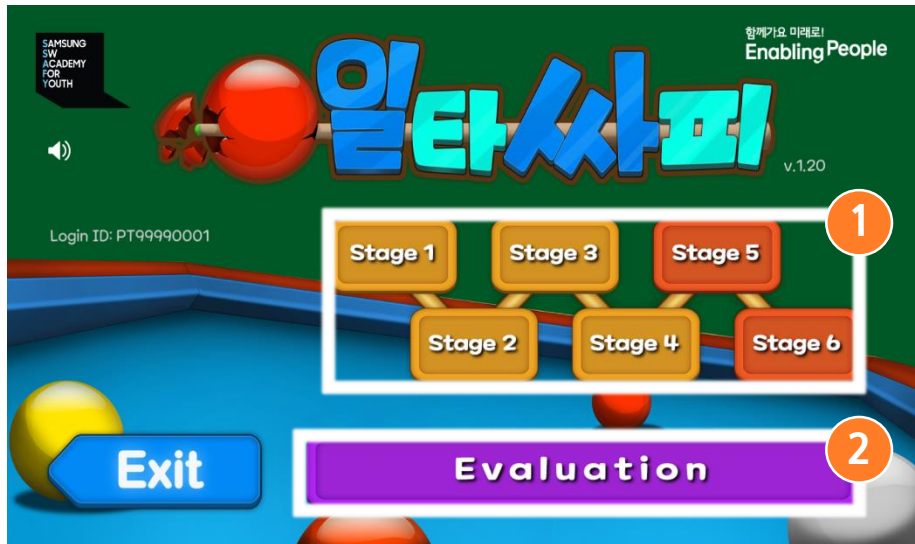 SAMSUNG
SW
ACADEMY
FOR
YOUTH
함께가요 미래로!
Enabling People
일타싸피
v.1.20
Login ID: PT99990001
1
Stage 1
Stage 3
Stage 5
Stage 2
Stage 4
Stage 6
2
Exit
Evaluation